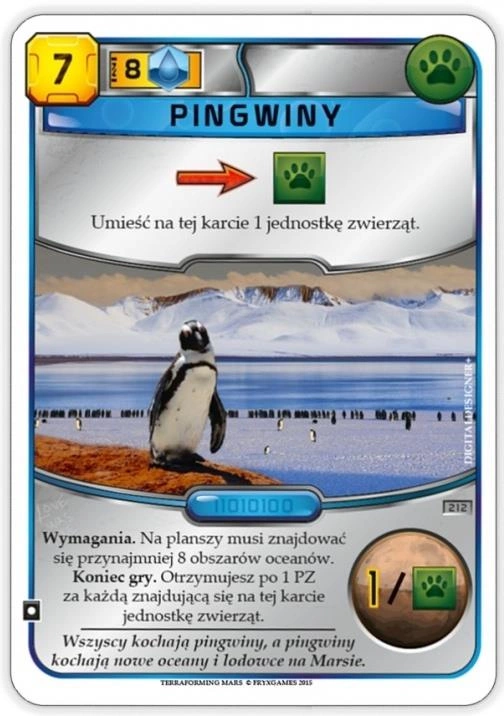 7
8
PINGWINY
Umieść na tej karcie 1 jednostkę zwierząt.
DIGITALDESIGNER+
11010100
212
Wymagania. Na planszy musi znajdować
się przynajmniej 8 obszarów oceanów.
Koniec gry. Otrzymujesz po 1 PZ
za każdą znajdującą się na tej karcie
jednostkę zwierząt.
1 /
Wszyscy kochają pingwiny, a pingwiny
kochają nowe oceany i lodowce na Marsie.
TERRAFORMING MARS © FRYXGAMES 2015